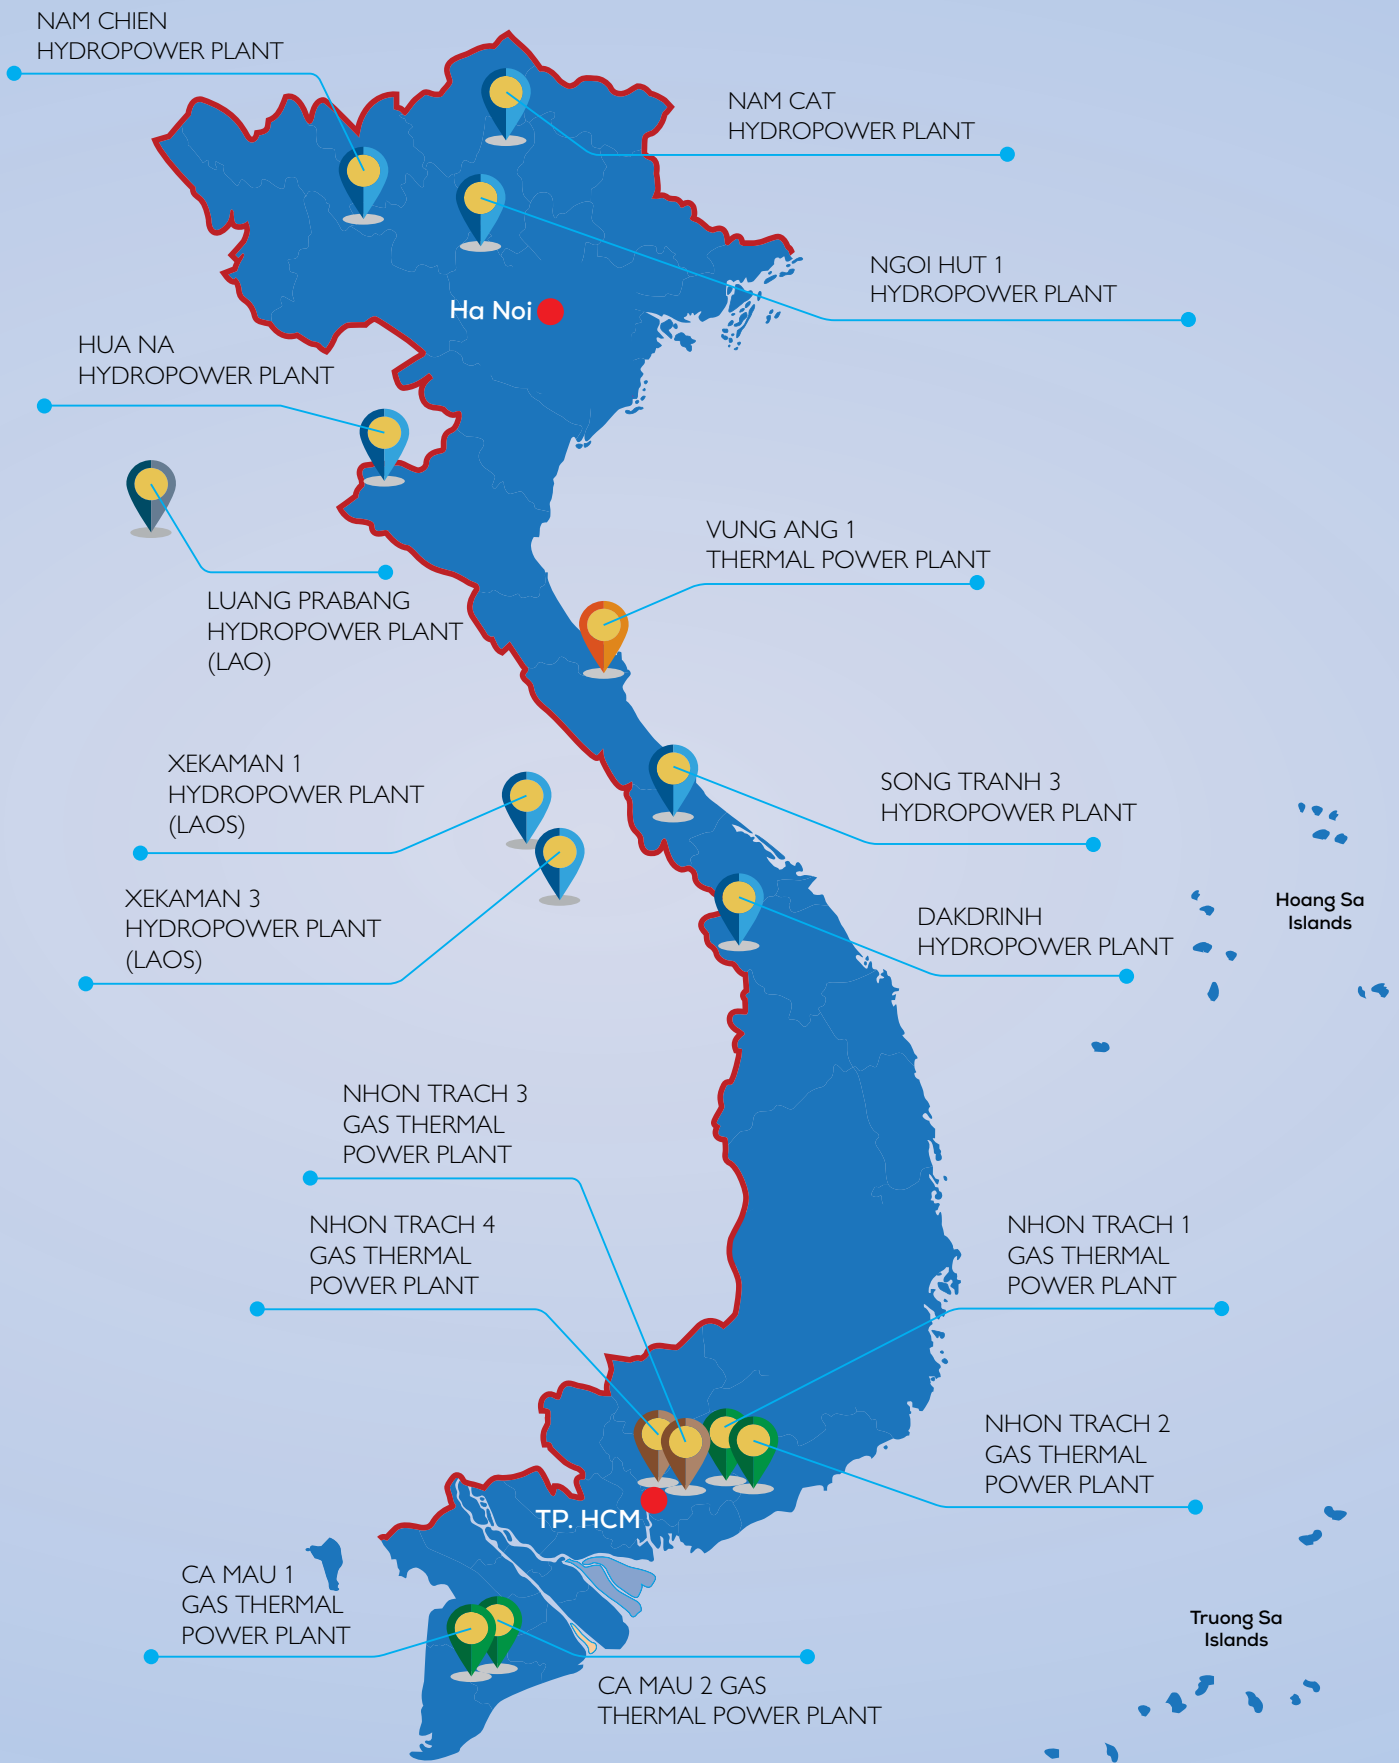 NAM CHIEN
HYDROPOWER PLANT
NAM CAT
HYDROPOWER PLANT
NGOI HUT 1
HYDROPOWER PLANT
Ha Noi
HUA NA
HYDROPOWER PLANT
VUNG ANG 1
THERMAL POWER PLANT
LUANG PRABANG
HYDROPOWER PLANT
(LAO)
XEKAMAN 1
HYDROPOWER PLANT
(LAOS)
SONG TRANH 3
HYDROPOWER PLANT
XEKAMAN 3
HYDROPOWER PLANT
(LAOS)
Hoang Sa
Islands
DAKDRINH
HYDROPOWER PLANT
NHON TRACH 3
GAS THERMAL
POWER PLANT
NHON TRACH 4
GAS THERMAL
POWER PLANT
NHON TRACH 1
GAS THERMAL
POWER PLANT
NHON TRACH 2
GAS THERMAL
POWER PLANT
TP. HCM
CA MAU 1
GAS THERMAL
POWER PLANT
Truong Sa
Islands
CA MAU 2 GAS
THERMAL POWER PLANT